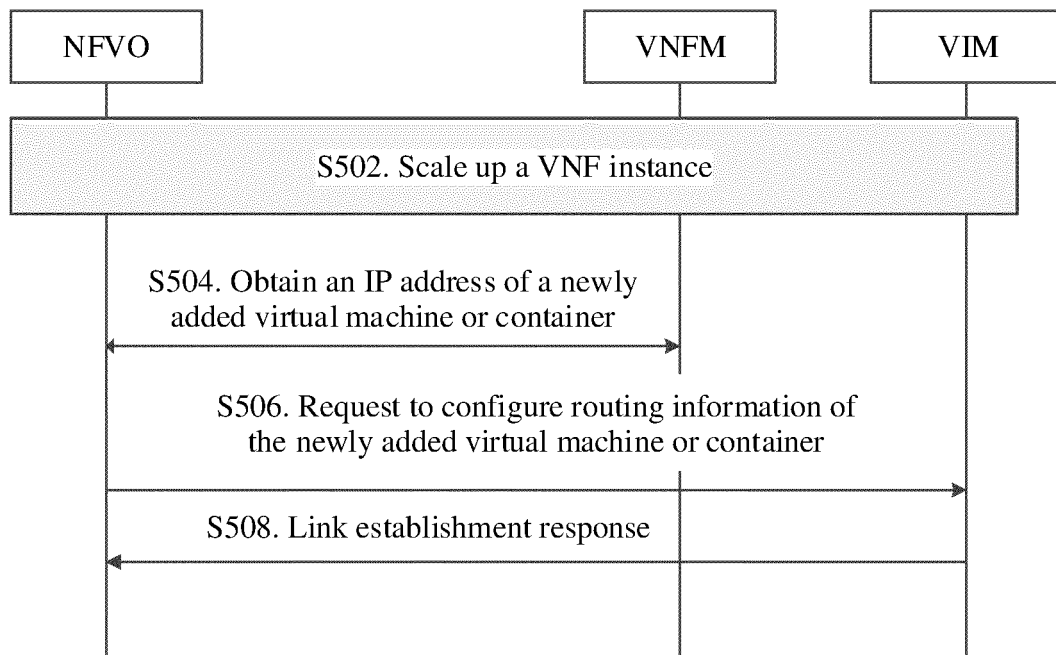 NFVO
VNFM
VIM
S502. Scale up a VNF instance
S504. Obtain an IP address of a newly
added virtual machine or container
S506. Request to configure routing information of
the newly added virtual machine or container
S508. Link establishment response